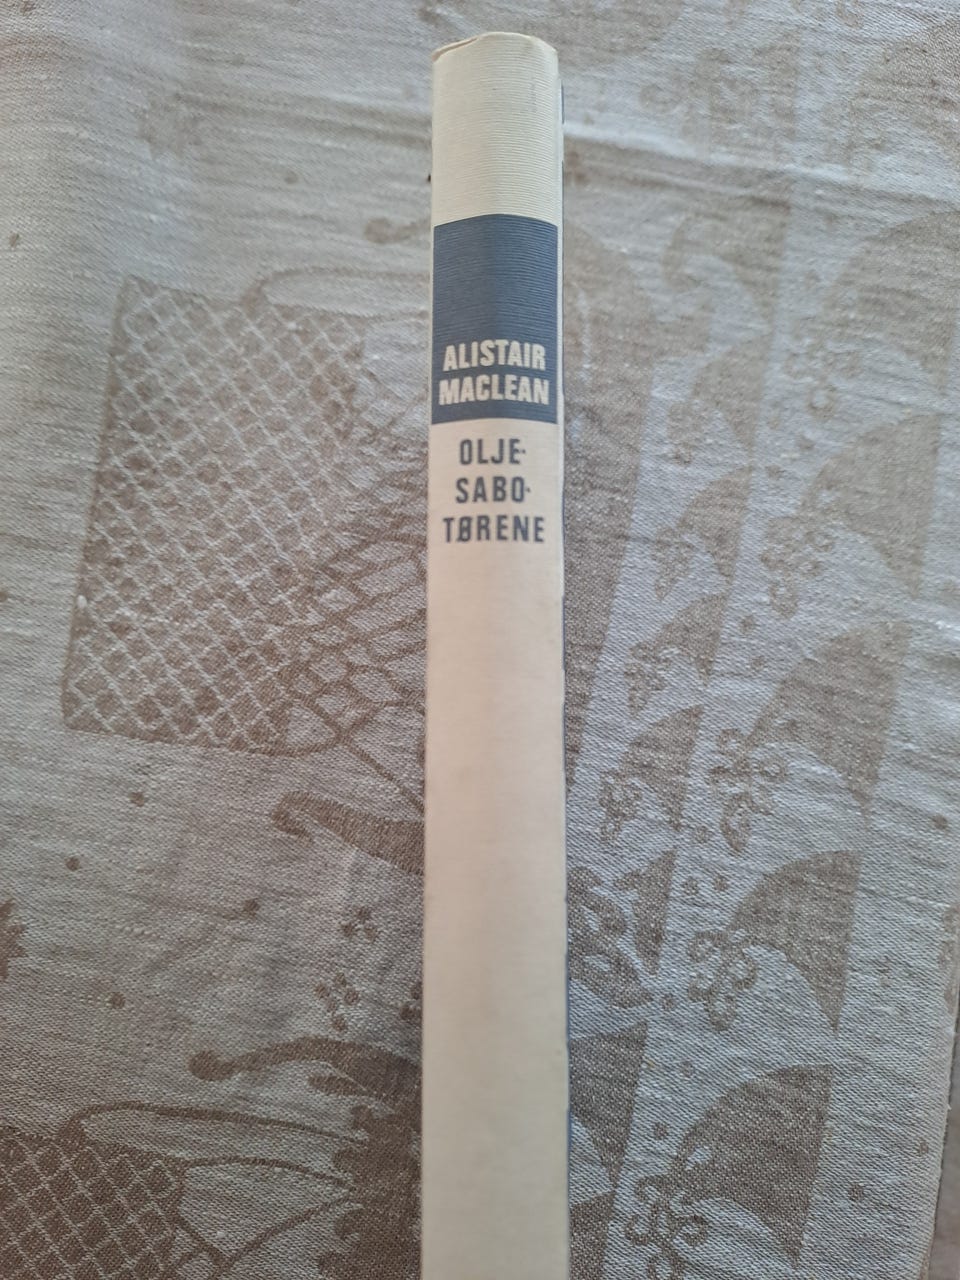 ALISTAIR
MACLEAN
OLJE-
SABO-
TØRENE